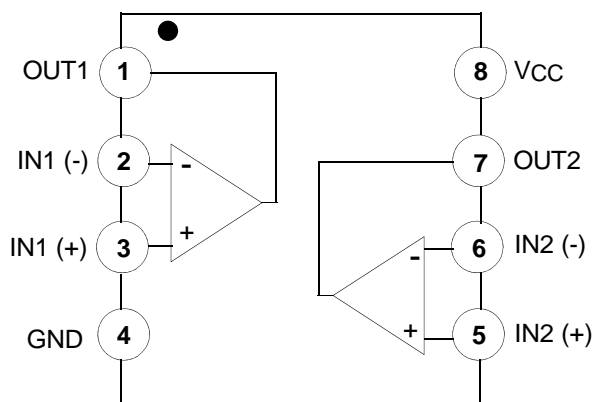 OUT1 1
8 VCC
IN1 (-) 2 -
7 OUT2
IN1 (+) 3 +
- 6 IN2 (-)
GND 4
+ 5 IN2 (+)